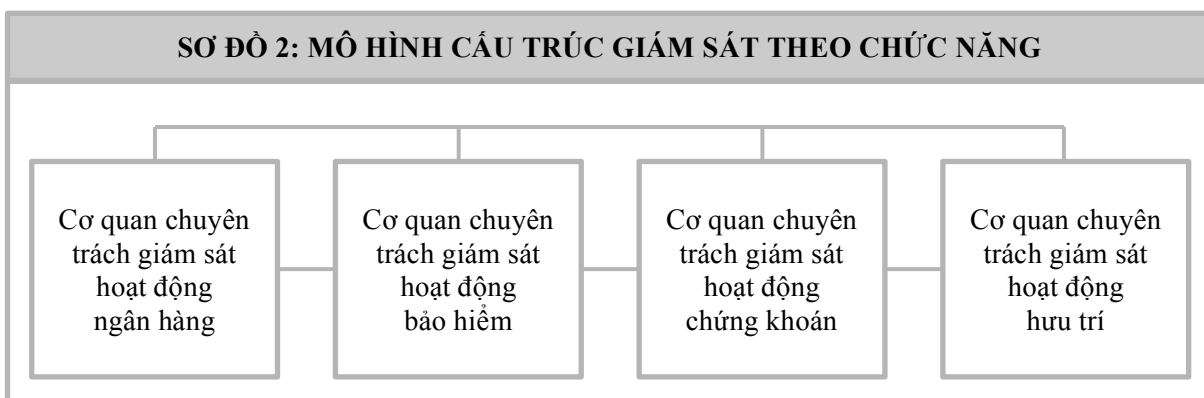 SƠ ĐỒ 2: MÔ HÌNH CẤU TRÚC GIÁM SÁT THEO CHỨC NĂNG
Cơ quan chuyên
trách giám sát
hoạt động
ngân hàng
Cơ quan chuyên
trách giám sát
hoạt động
bảo hiểm
Cơ quan chuyên
trách giám sát
hoạt động
chứng khoán
Cơ quan chuyên
trách giám sát
hoạt động
hưu trí